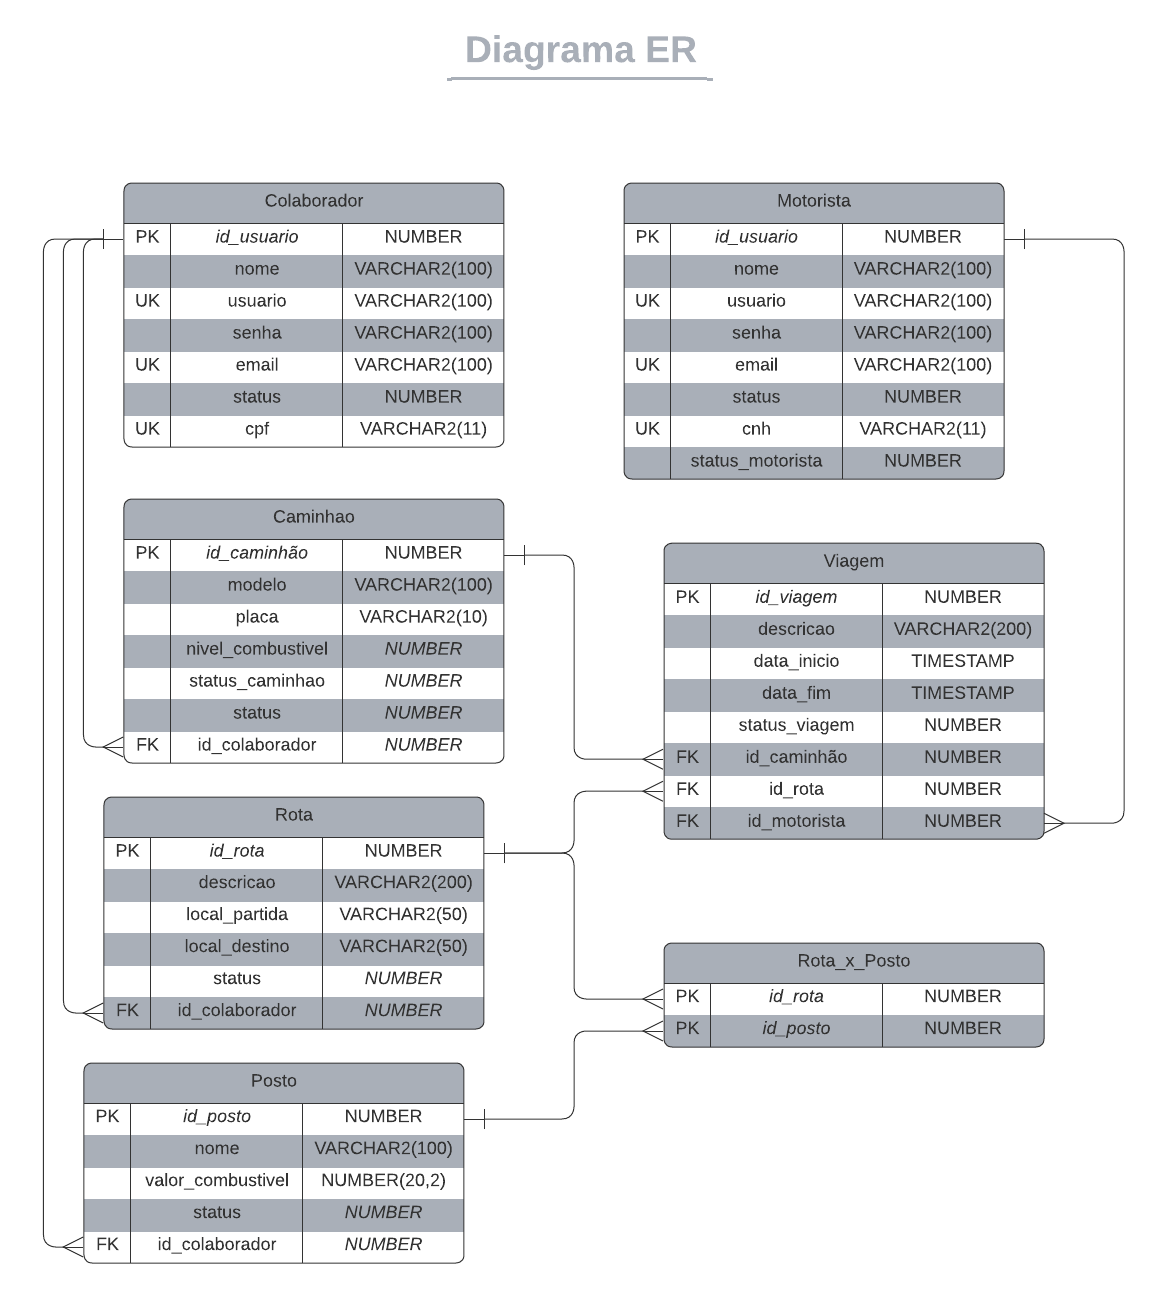 Diagrama ER
Colaborador
PK id_usuario NUMBER
nome VARCHAR2(100)
UK usuario VARCHAR2(100)
senha VARCHAR2(100)
UK email VARCHAR2(100)
status NUMBER
UK cpf VARCHAR2(11)
Motorista
PK id_usuario NUMBER
nome VARCHAR2(100)
UK usuario VARCHAR2(100)
senha VARCHAR2(100)
UK email VARCHAR2(100)
status NUMBER
UK cnh VARCHAR2(11)
status_motorista NUMBER
Caminhao
PK id_caminhão NUMBER
modelo VARCHAR2(100)
placa VARCHAR2(10)
nivel_combustivel NUMBER
status_caminhao NUMBER
status NUMBER
FK id_colaborador NUMBER
Viagem
PK id_viagem NUMBER
descricao VARCHAR2(200)
data_inicio TIMESTAMP
data_fim TIMESTAMP
status_viagem NUMBER
FK id_caminhão NUMBER
FK id_rota NUMBER
FK id_motorista NUMBER
Rota
PK id_rota NUMBER
descricao VARCHAR2(200)
local_partida VARCHAR2(50)
local_destino VARCHAR2(50)
status NUMBER
FK id_colaborador NUMBER
Rota_x_Posto
PK id_rota NUMBER
PK id_posto NUMBER
Posto
PK id_posto NUMBER
nome VARCHAR2(100)
valor_combustivel NUMBER(20,2)
status NUMBER
FK id_colaborador NUMBER